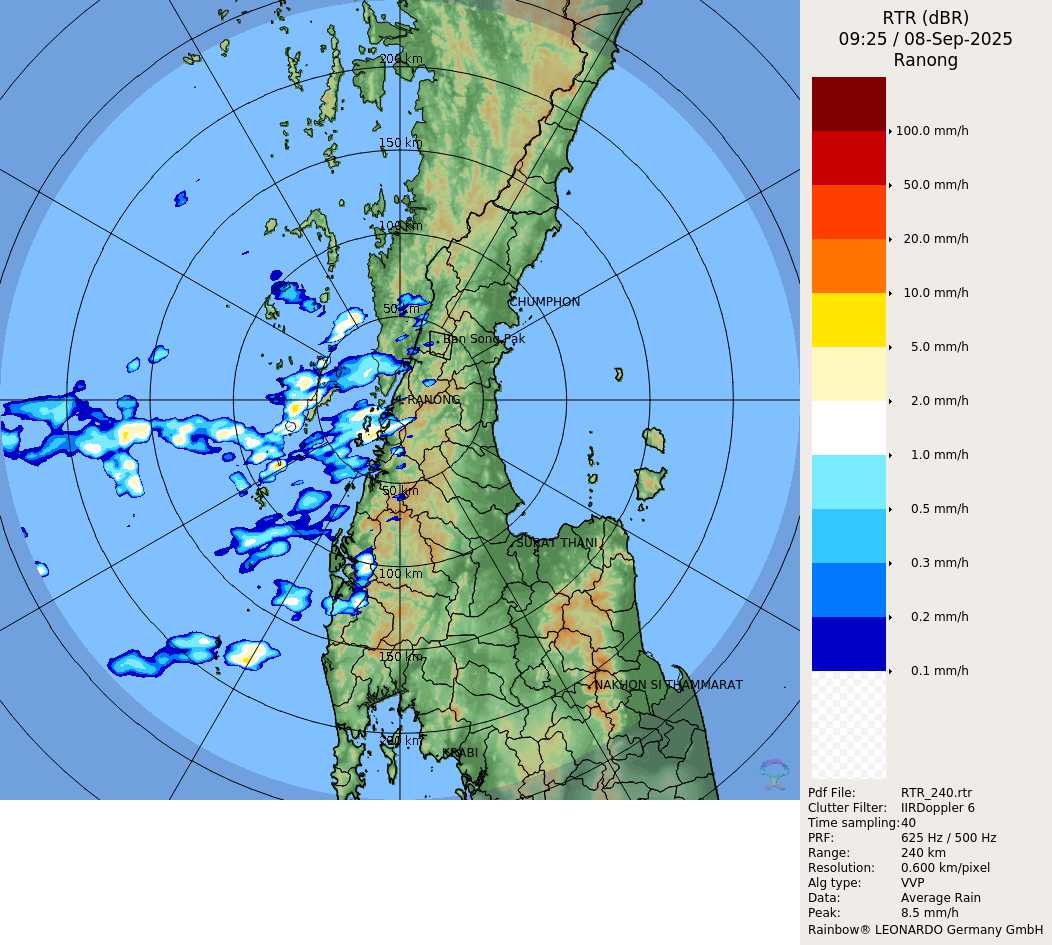 RTR (dBR)
09:25 / 08-Sep-2025
Ranong
200 km
150 km
100 km
50 km
CHUMPHON
Ban Song Pak
RANONG
50 km
SURAT THANI
100 km
150 km
NAKHON SI THAMMARAT
200 km
KRABI
100.0 mm/h
50.0 mm/h
20.0 mm/h
10.0 mm/h
5.0 mm/h
2.0 mm/h
1.0 mm/h
0.5 mm/h
0.3 mm/h
0.2 mm/h
0.1 mm/h
Pdf File: RTR_240.rtr
Clutter Filter: IIRDoppler 6
Time sampling:40
PRF: 625 Hz / 500 Hz
Range: 240 km
Resolution: 0.600 km/pixel
Alg type: VVP
Data: Average Rain
Peak: 8.5 mm/h
Rainbow® LEONARDO Germany GmbH